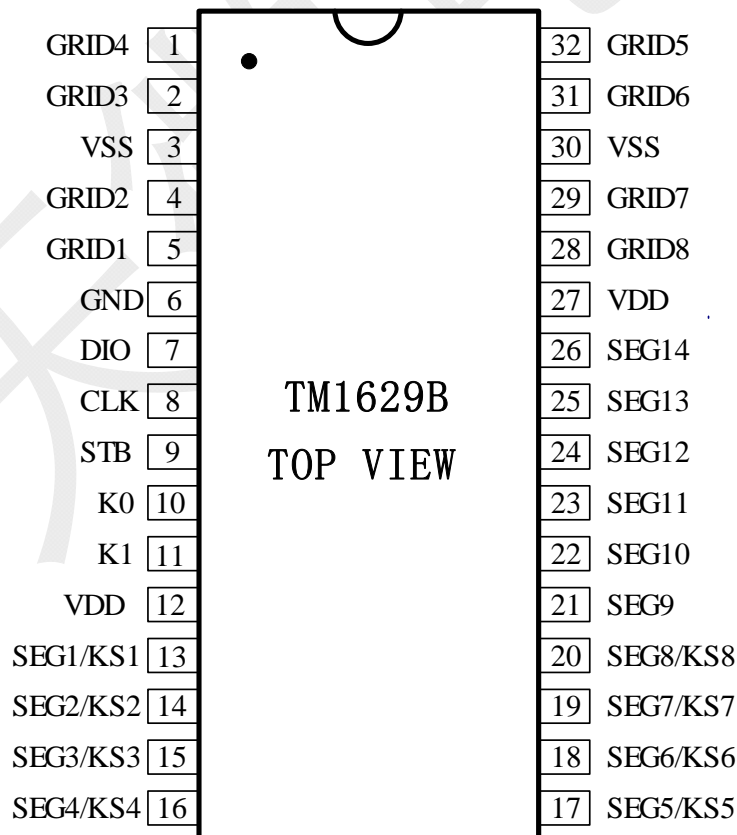 GRID4 1 32 GRID5
GRID3 2 31 GRID6
VSS 3 30 VSS
GRID2 4 29 GRID7
GRID1 5 28 GRID8
GND 6 27 VDD
DIO 7 26 SEG14
CLK 8 TM1629B 25 SEG13
STB 9 TOP VIEW 24 SEG12
K0 10 23 SEG11
K1 11 22 SEG10
VDD 12 21 SEG9
SEG1/KS1 13 20 SEG8/KS8
SEG2/KS2 14 19 SEG7/KS7
SEG3/KS3 15 18 SEG6/KS6
SEG4/KS4 16 17 SEG5/KS5